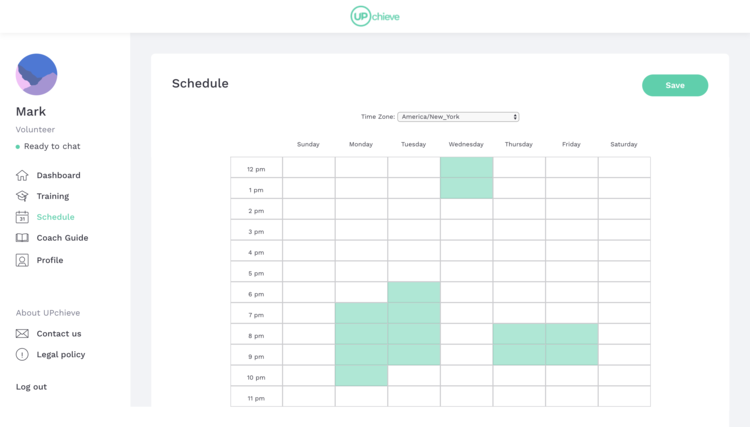 UPchieve
Mark
Volunteer
Ready to chat
Dashboard
Training
31 Schedule
Coach Guide
Profile
About UPchieve
Contact us
Legal policy
Log out
Schedule
Save
Time Zone: America/New_York
Sunday Monday Tuesday Wednesday Thursday Friday Saturday
12 pm
1 pm
2 pm
3 pm
4 pm
5 pm
6 pm
7 pm
8 pm
9 pm
10 pm
11 pm